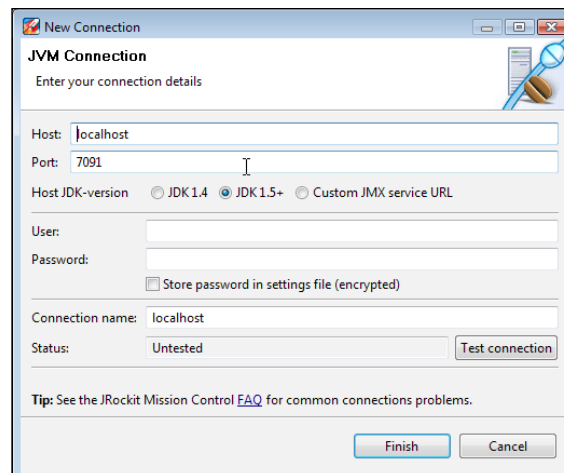 New Connection
JVM Connection
Enter your connection details
Host: localhost
Port: 7091
Host JDK-version JDK 1.4 JDK 1.5+ Custom JMX service URL
User:
Password:
Store password in settings file (encrypted)
Connection name: localhost
Status: Untested Test connection
Tip: See the JRockit Mission Control FAQ for common connections problems.
Finish Cancel